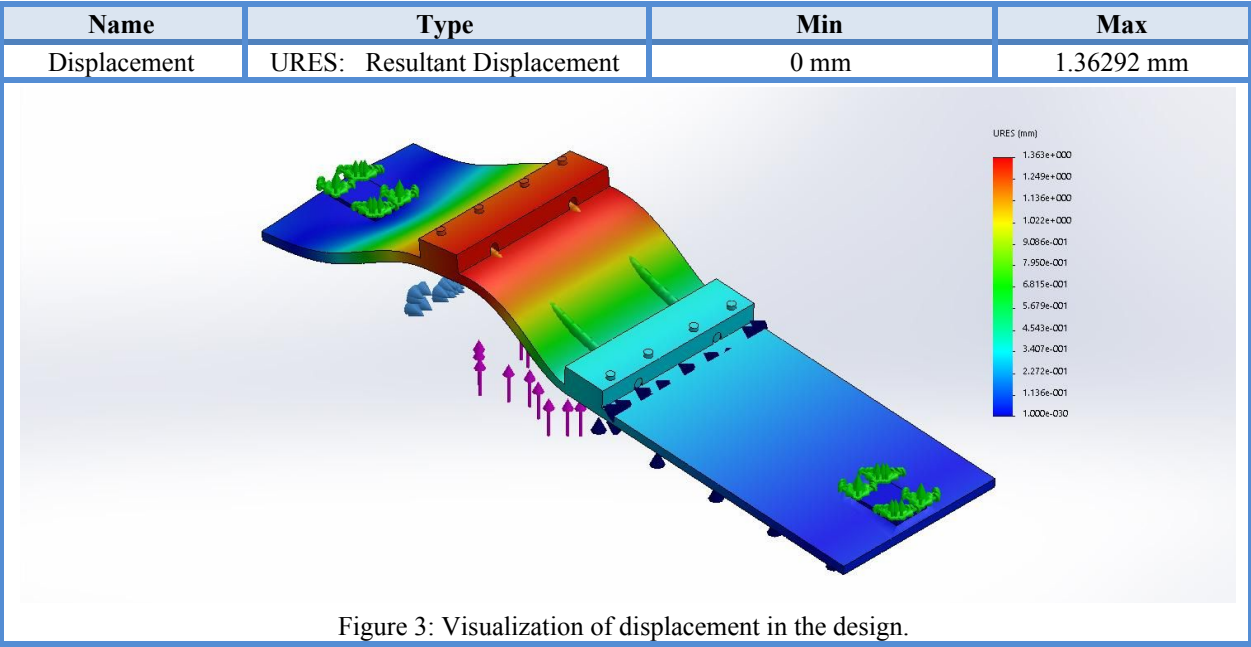 Name Type Min Max
Displacement URES: Resultant Displacement 0 mm 1.36292 mm
URES (mm)
1.363e+000
1.249e+000
1.136e+000
1.022e+000
9.086e-001
7.950e-001
6.815e-001
5.679e-001
4.543e-001
3.407e-001
2.272e-001
1.136e-001
1.000e-030
Figure 3: Visualization of displacement in the design.